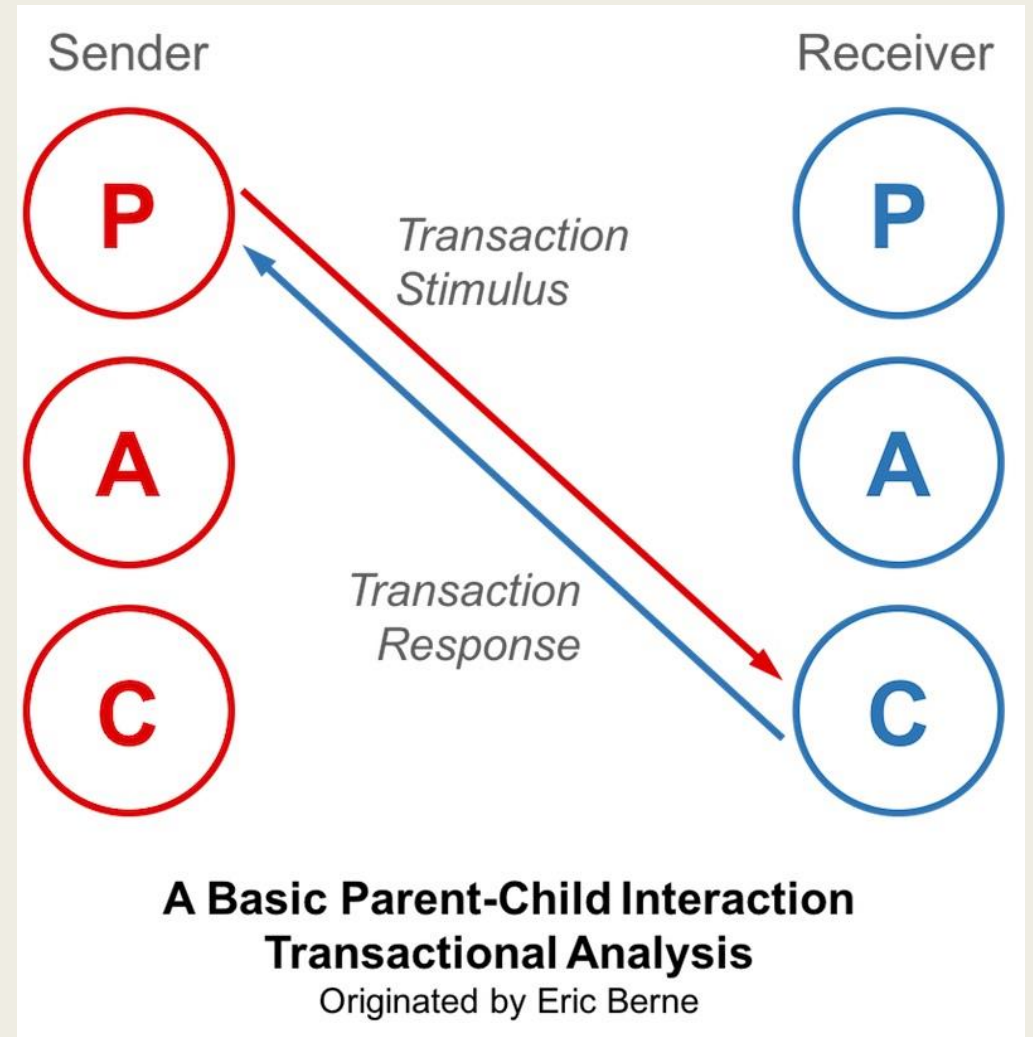 Sender
Receiver
P
P
Transaction
Stimulus
A
A
Transaction
Response
C
C
A Basic Parent-Child Interaction
Transactional Analysis
Originated by Eric Berne